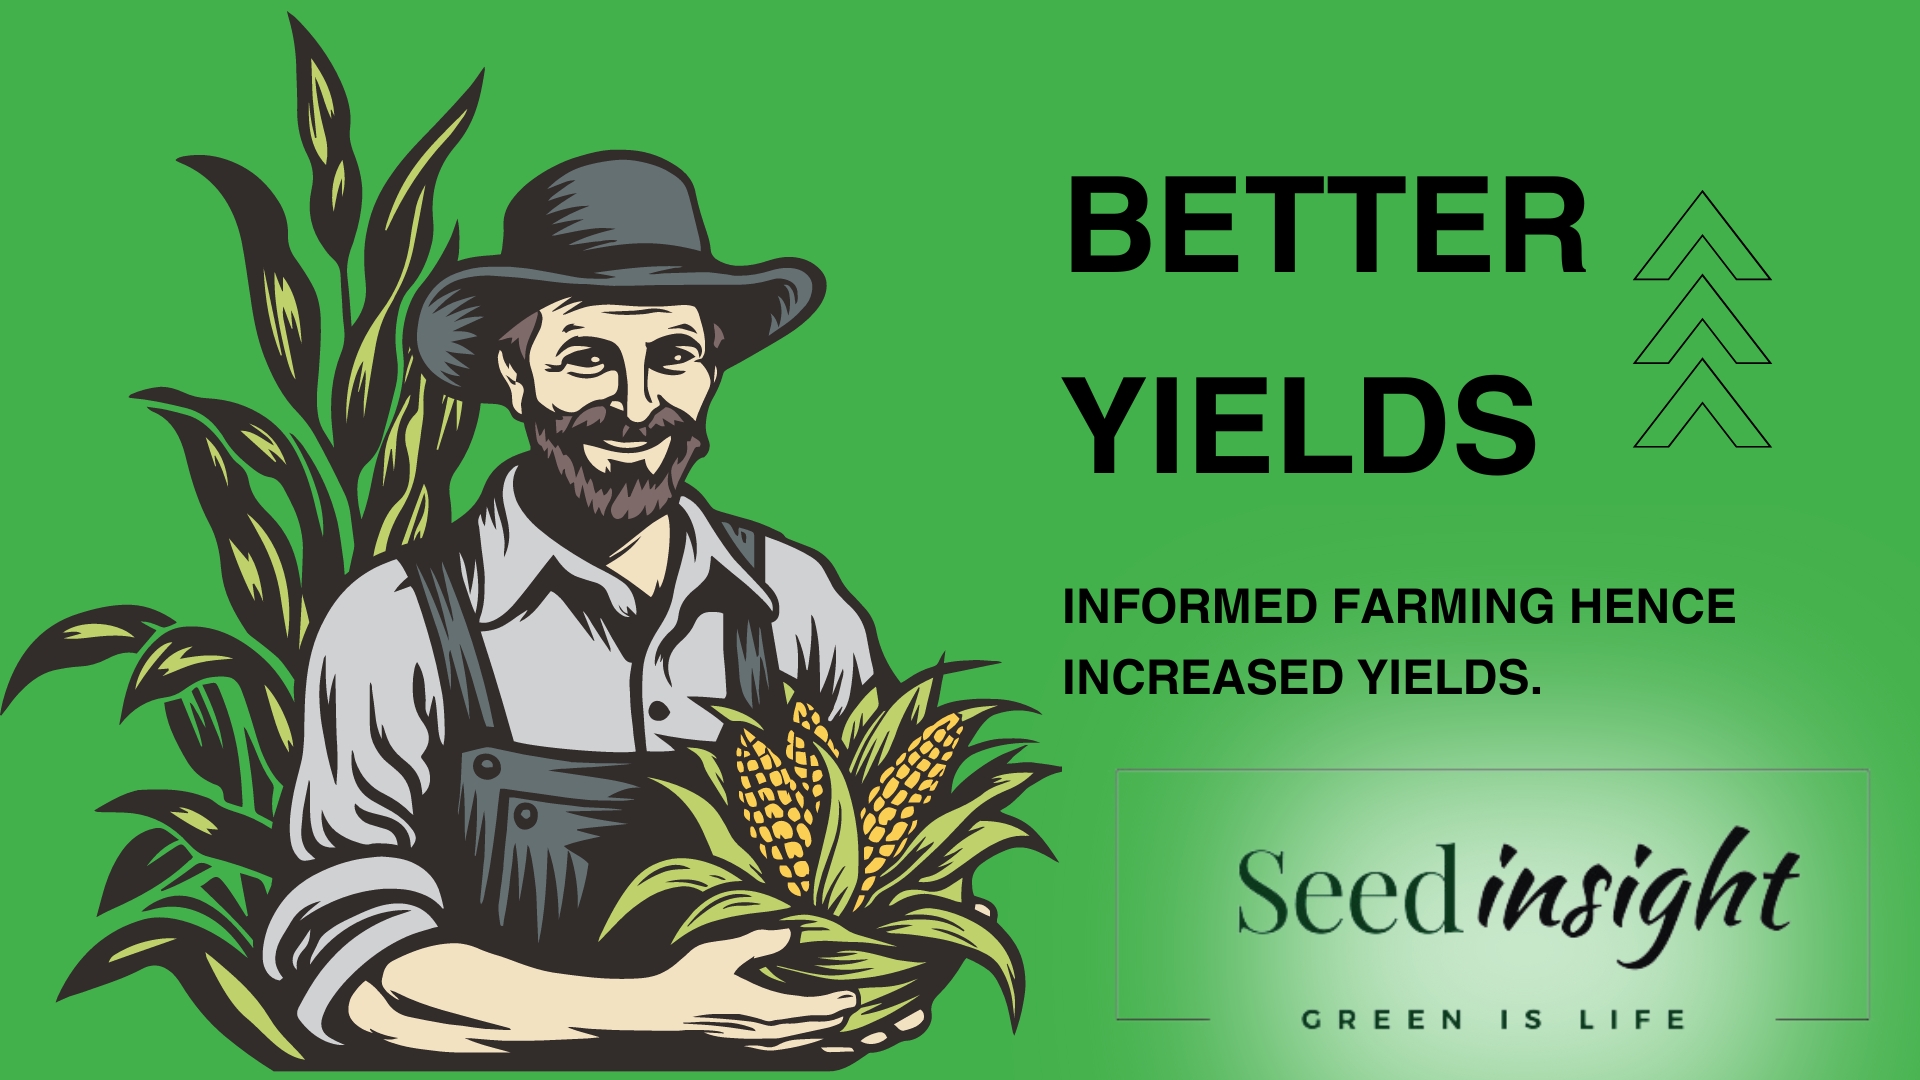 BETTER
YIELDS
INFORMED FARMING HENCE
INCREASED YIELDS.
Seed insight
GREEN IS LIFE